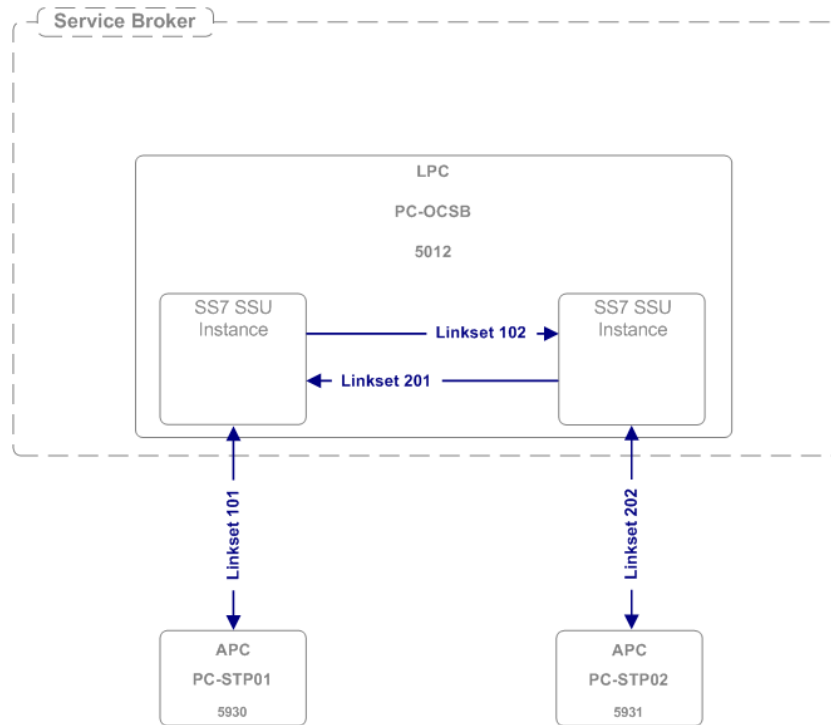 Service Broker
LPC
PC-OCSB
5012
SS7 SSU
Instance
SS7 SSU
Instance
Linkset 102
Linkset 201
Linkset 101
Linkset 202
APC
PC-STP01
5930
APC
PC-STP02
5931